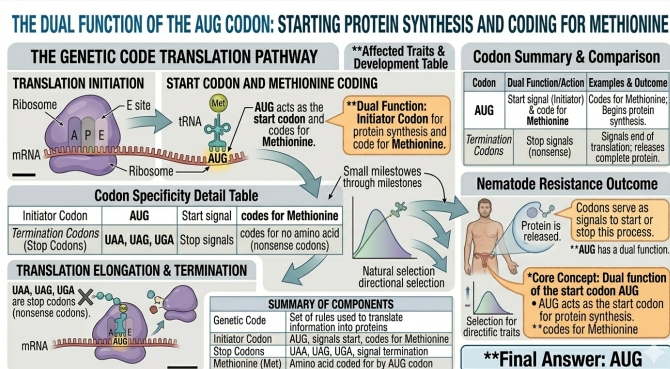 THE DUAL FUNCTION OF THE AUG CODON: STARTING PROTEIN SYNTHESIS AND CODING FOR METHIONINE
THE GENETIC CODE TRANSLATION PATHWAY
**Affected Traits &
Development Table
TRANSLATION INITIATION
Ribosome
E site
A P E
mRNA
Ribosome
START CODON AND METHIONINE CODING
Met
tRNA
AUG
AUG acts as the
start codon and
codes for
Methionine.
**Dual Function:
Initiator Codon for
protein synthesis and
code for Methionine.
Codon Specificity Detail Table
Initiator Codon AUG Start signal codes for Methionine
Termination Codons (Stop Codons) UAA, UAG, UGA Stop signals codes for no amino acid (nonsense codons)
Small milestowes
through milestones
Natural selection
directional selection
TRANSLATION ELONGATION & TERMINATION
UAA, UAG, UGA
are stop codons
(nonsense codons).
A E
AUG
mRNA
SUMMARY OF COMPONENTS
Genetic Code Set of rules used to translate information into proteins
Initiator Codon AUG, signals start, codes for Methionine
Stop Codons UAA, UAG, UGA, signal termination
Methionine (Met) Amino acid coded for by AUG codon
Codon Summary & Comparison
Codon Dual Function/Action Examples & Outcome
AUG Start signal (Initiator) & code for Methionine Codes for Methionine; Begins protein synthesis.
Termination Codons Stop signals (nonsense) Signals end of translation; releases complete protein.
Nematode Resistance Outcome
Protein is
released.
Codons serve as
signals to start or
stop this process.
**AUG has a dual function.
Selection for
directific traits
*Core Concept: Dual function
of the start codon AUG
• AUG acts as the start codon
for protein synthesis.
**codes for Methionine
**Final Answer: AUG